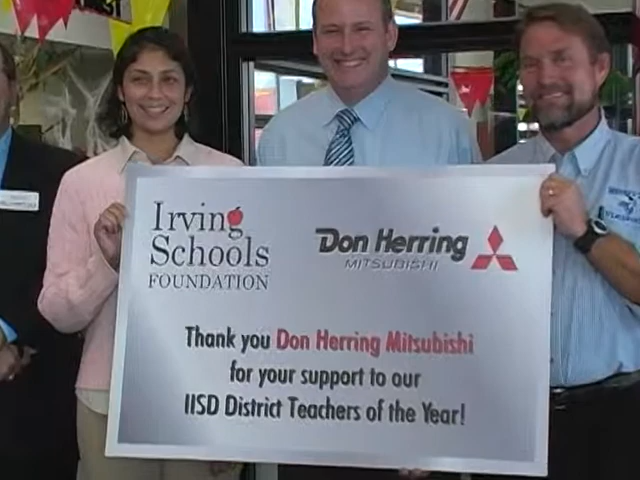 Irving
Schools
FOUNDATION
Don Herring
MITSUBISHI
Thank you Don Herring Mitsubishi
for your support to our
IISD District Teachers of the Year!